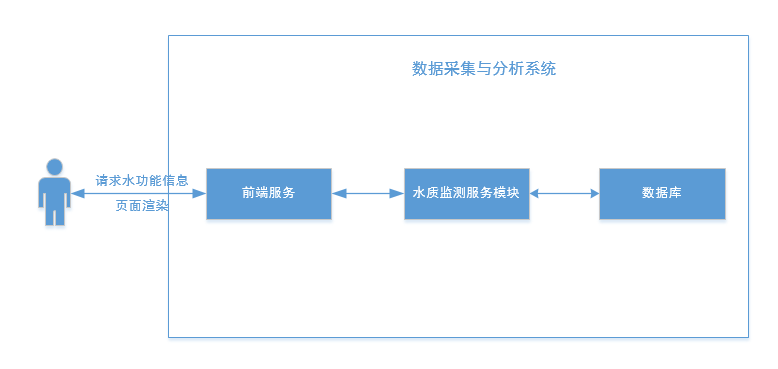 数据采集与分析系统
请求水功能信息
页面渲染
前端服务
水质监测服务模块
数据库